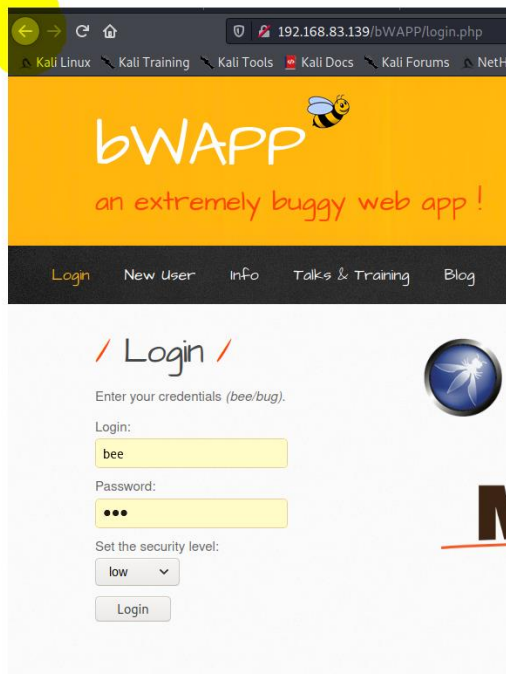 192.168.83.139/bWAPP/login.php
Kali Linux Kali Training Kali Tools Kali Docs Kali Forums NetH
bWAPP
an extremely buggy web app !
Login New User Info Talks & Training Blog
/ Login /
Enter your credentials (bee/bug).
Login:
bee
Password:
●●●
Set the security level:
low
M
Login